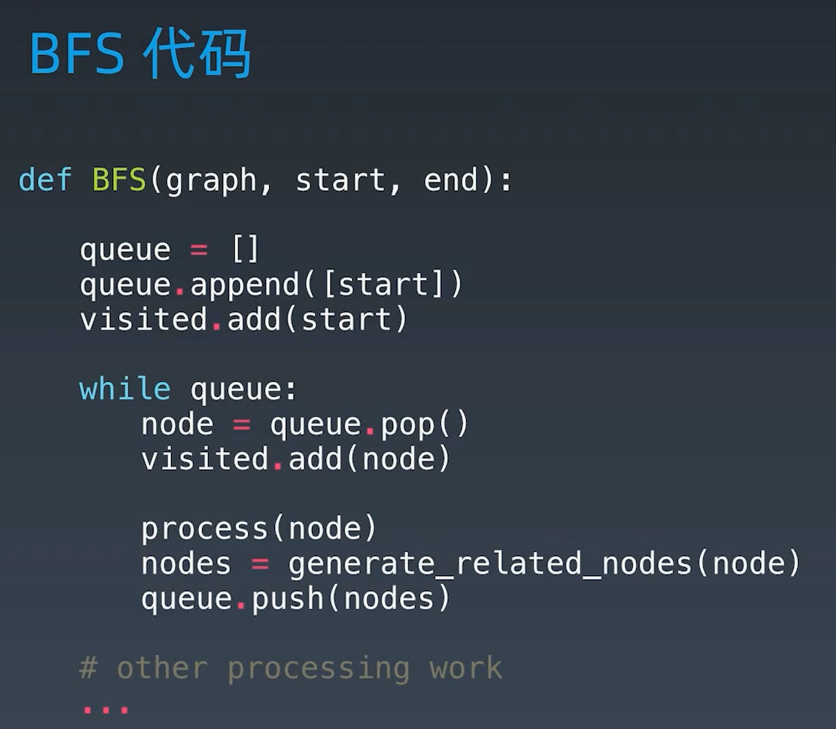 BFS 代码
def BFS(graph, start, end):
queue = []
queue.append([start])
visited.add(start)
while queue:
node = queue.pop()
visited.add(node)
process(node)
nodes = generate_related_nodes(node)
queue.push(nodes)
# other processing work
...